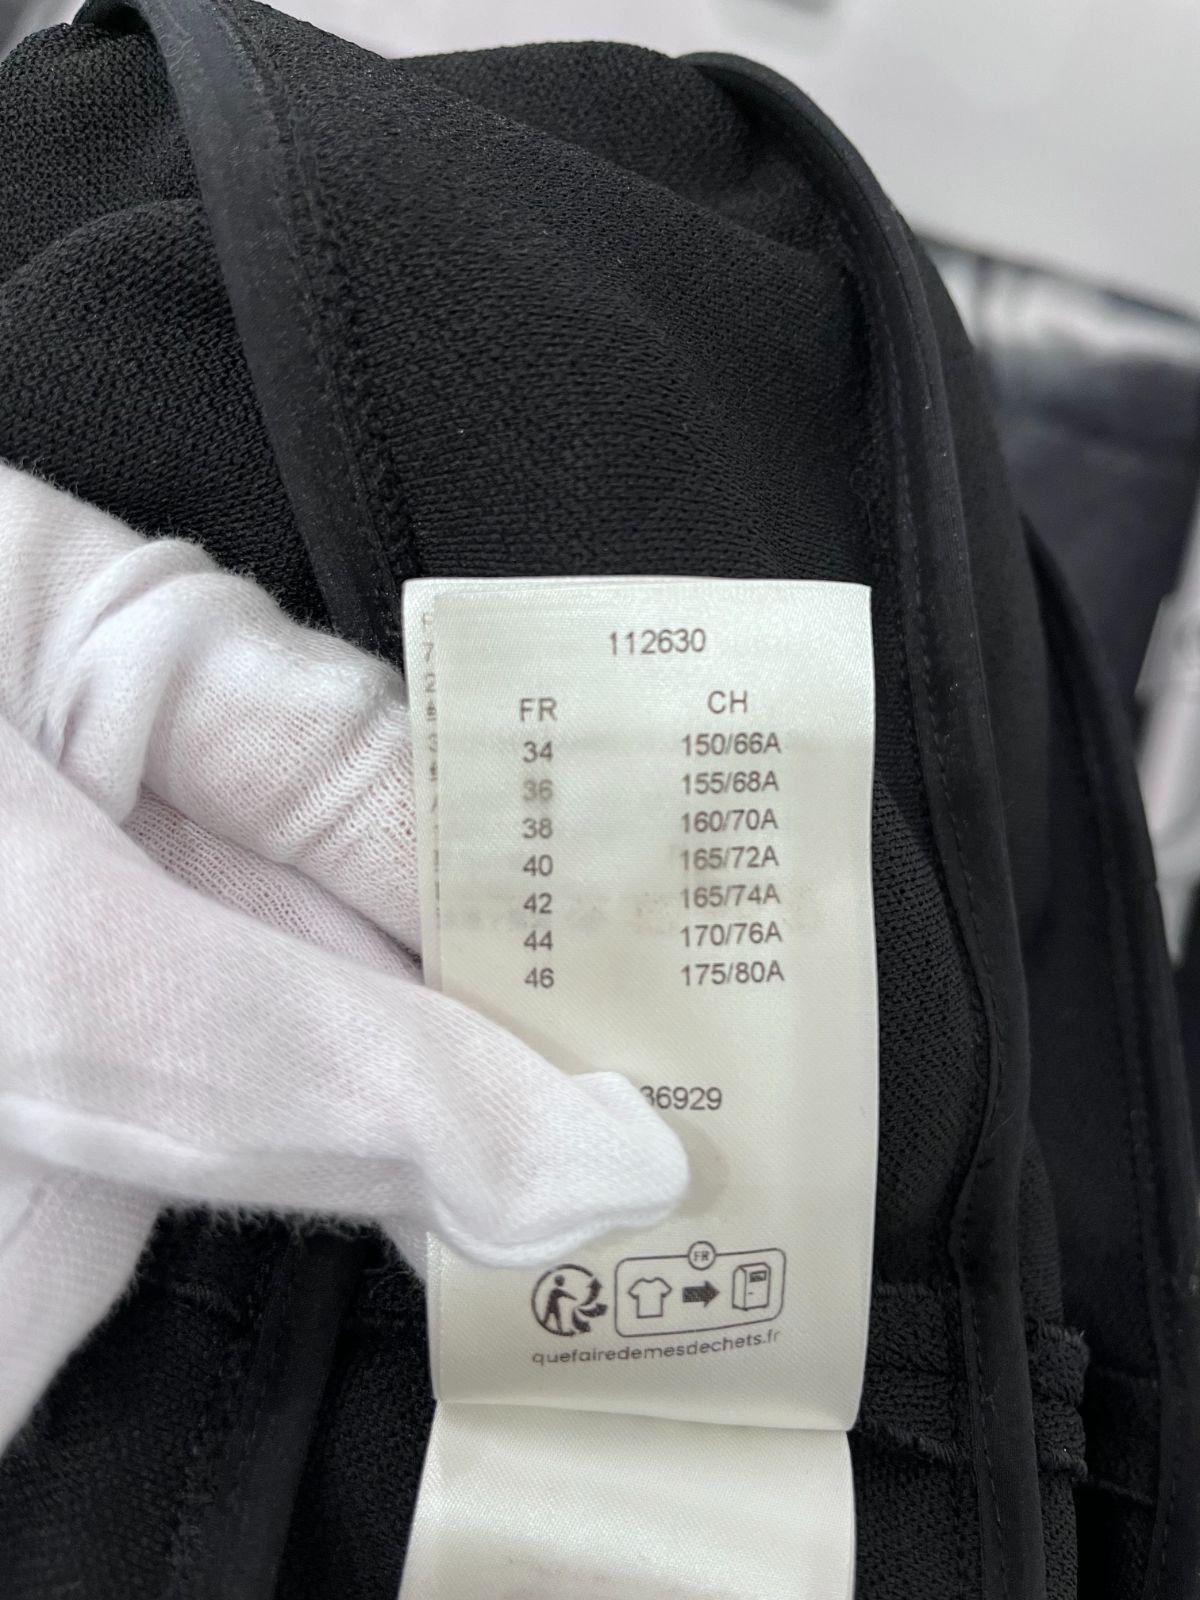 112630
FR CH
34 150/66A
36 155/68A
38 160/70A
40 165/72A
42 165/74A
44 170/76A
46 175/80A
36929
FR
quefairedemesdechets.fr